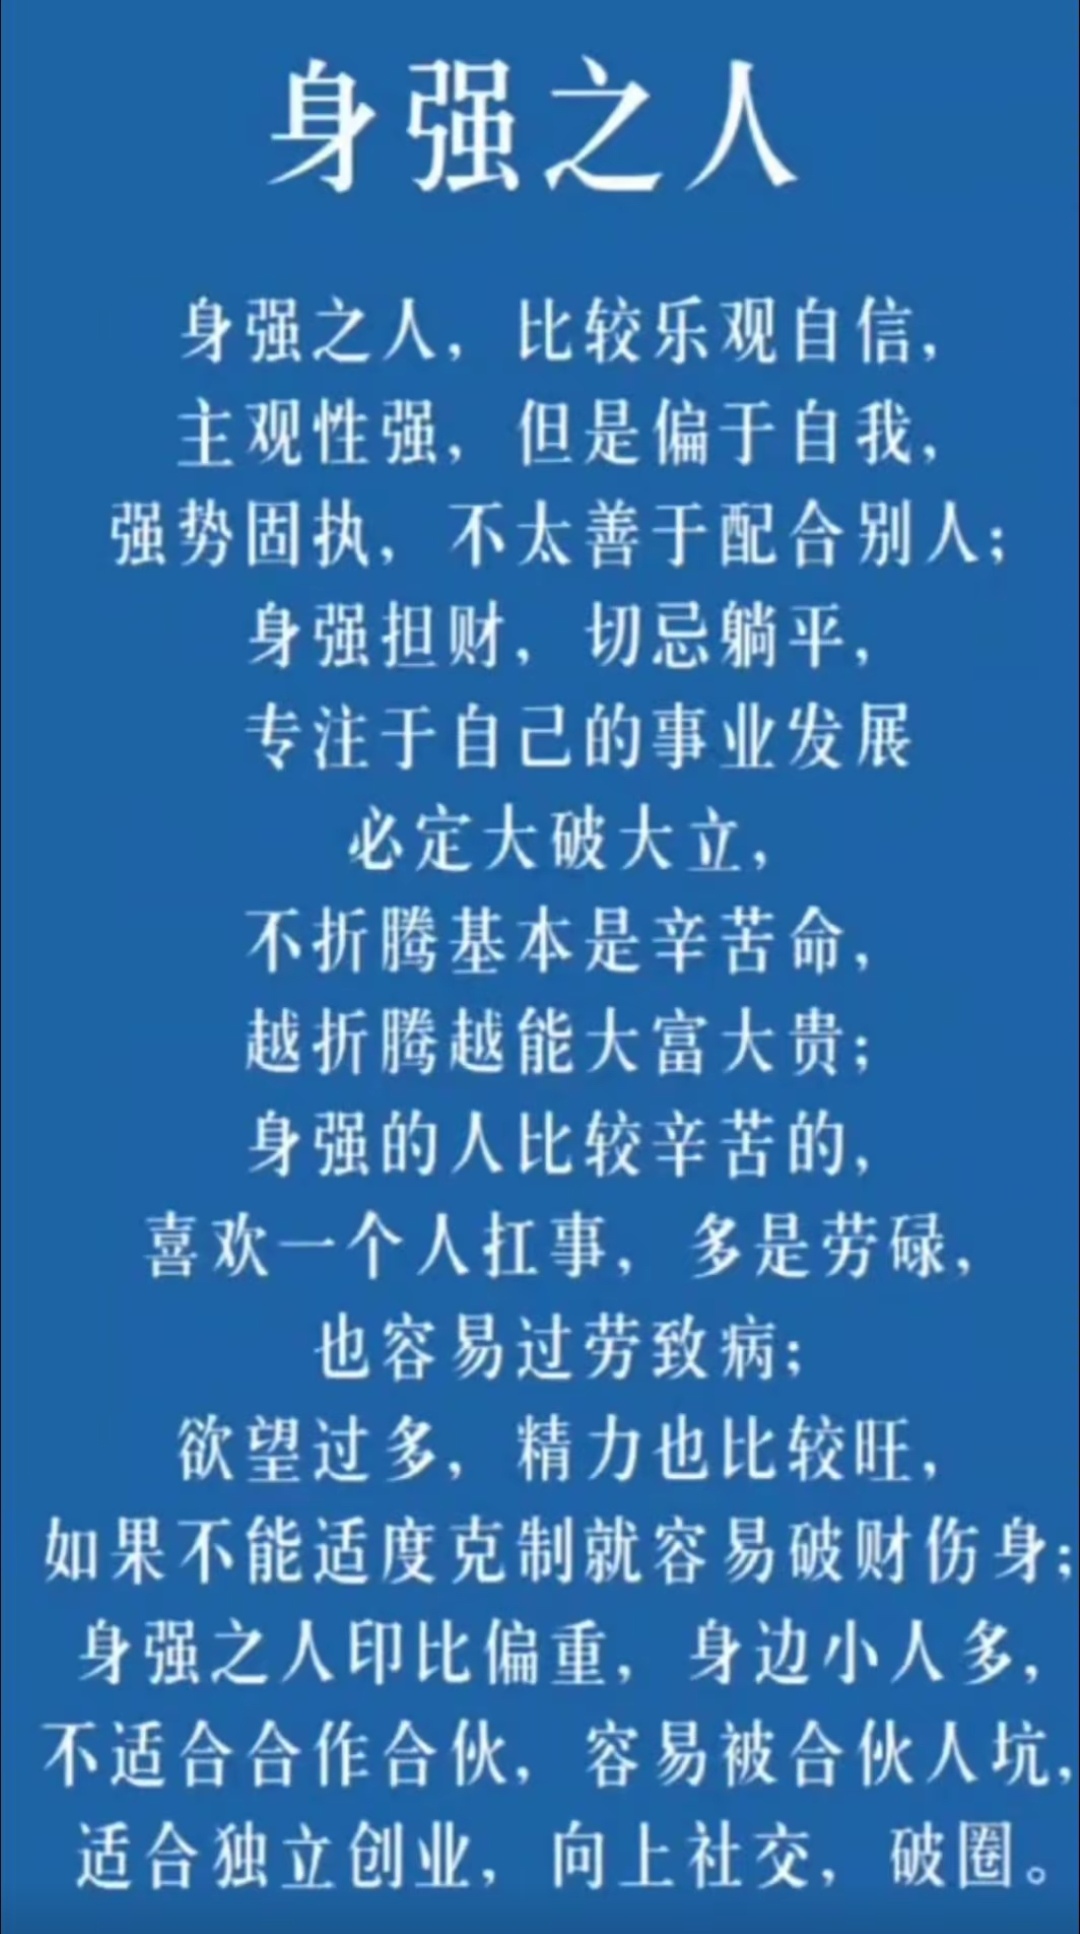 身强之人
身强之人，比较乐观自信，
主观性强，但是偏于自我，
强势固执，不太善于配合别人；
身强担财，切忌躺平，
专注于自己的事业发展
必定大破大立，
不折腾基本是辛苦命，
越折腾越能大富大贵；
身强的人比较辛苦的，
喜欢一个人扛事，多是劳碌，
也容易过劳致病；
欲望过多，精力也比较旺，
如果不能适度克制就容易破财伤身；
身强之人印比偏重，身边小人多，
不适合合作合伙，容易被合伙人坑，
适合独立创业，向上社交，破圈。